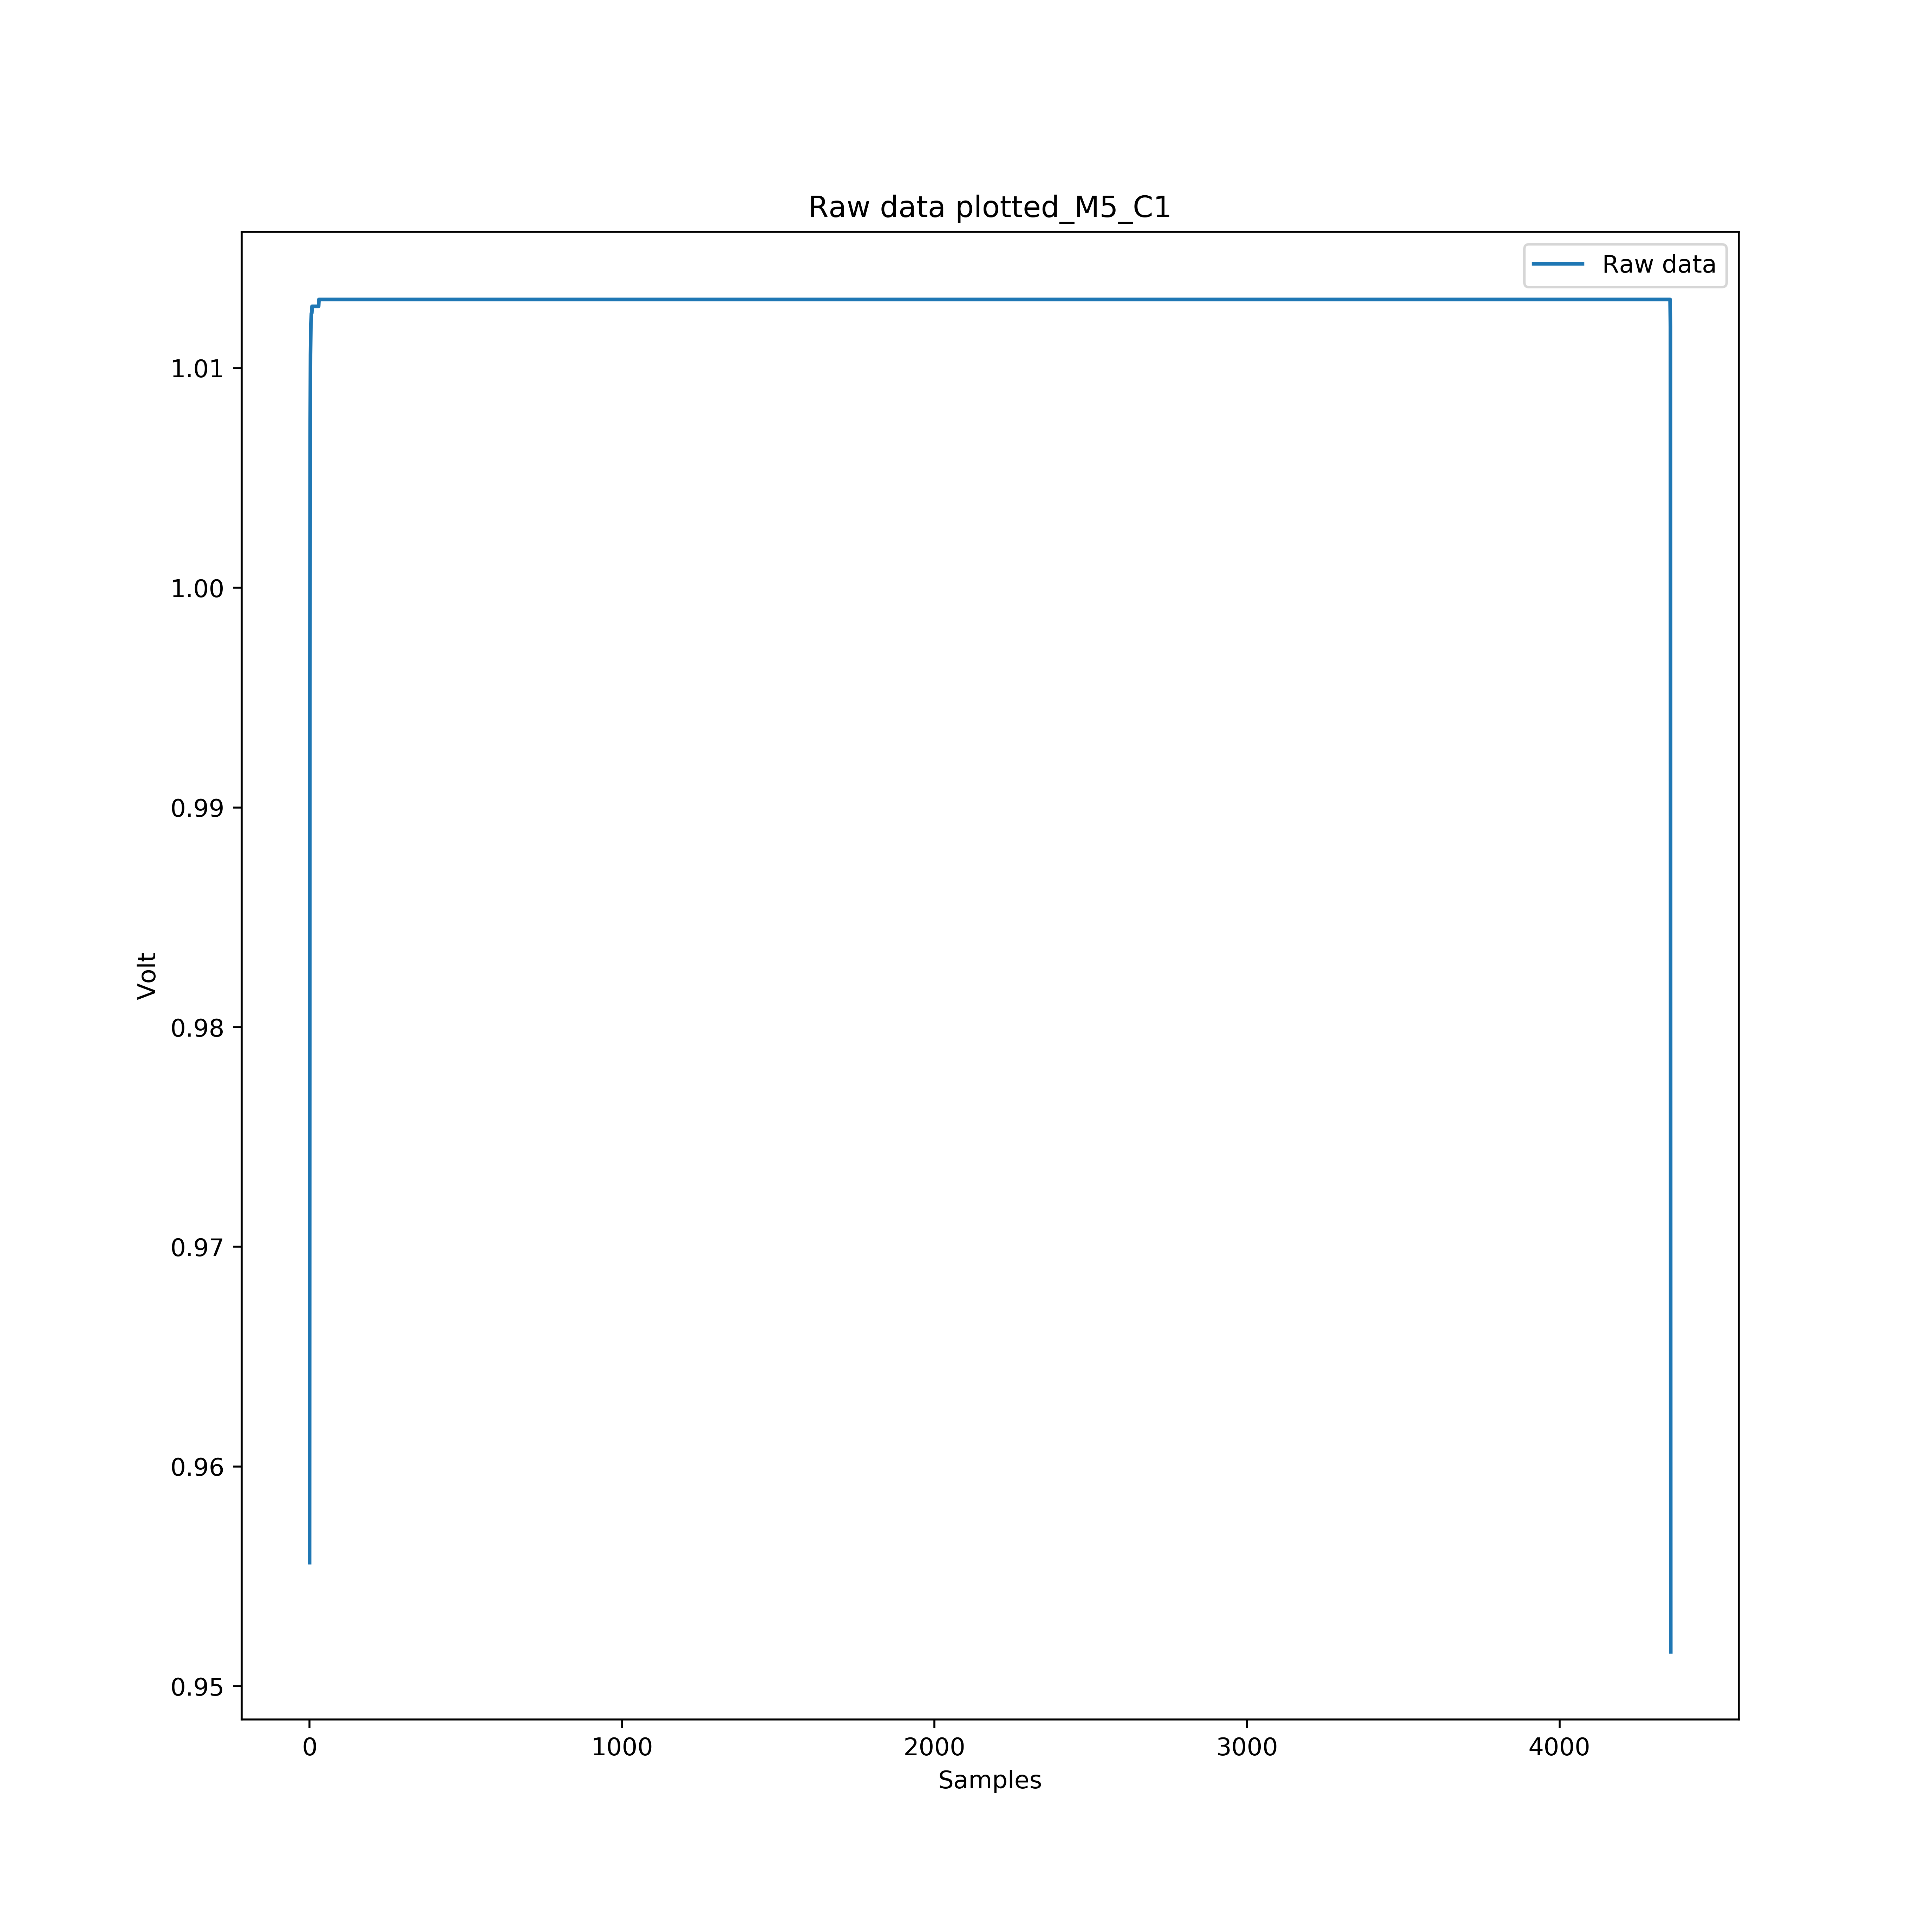 Raw data plotted_M5_C1
Raw data
1.01
1.00
0.99
0.98
0.97
0.96
0.95
Volt
0 1000 2000 3000 4000
Samples